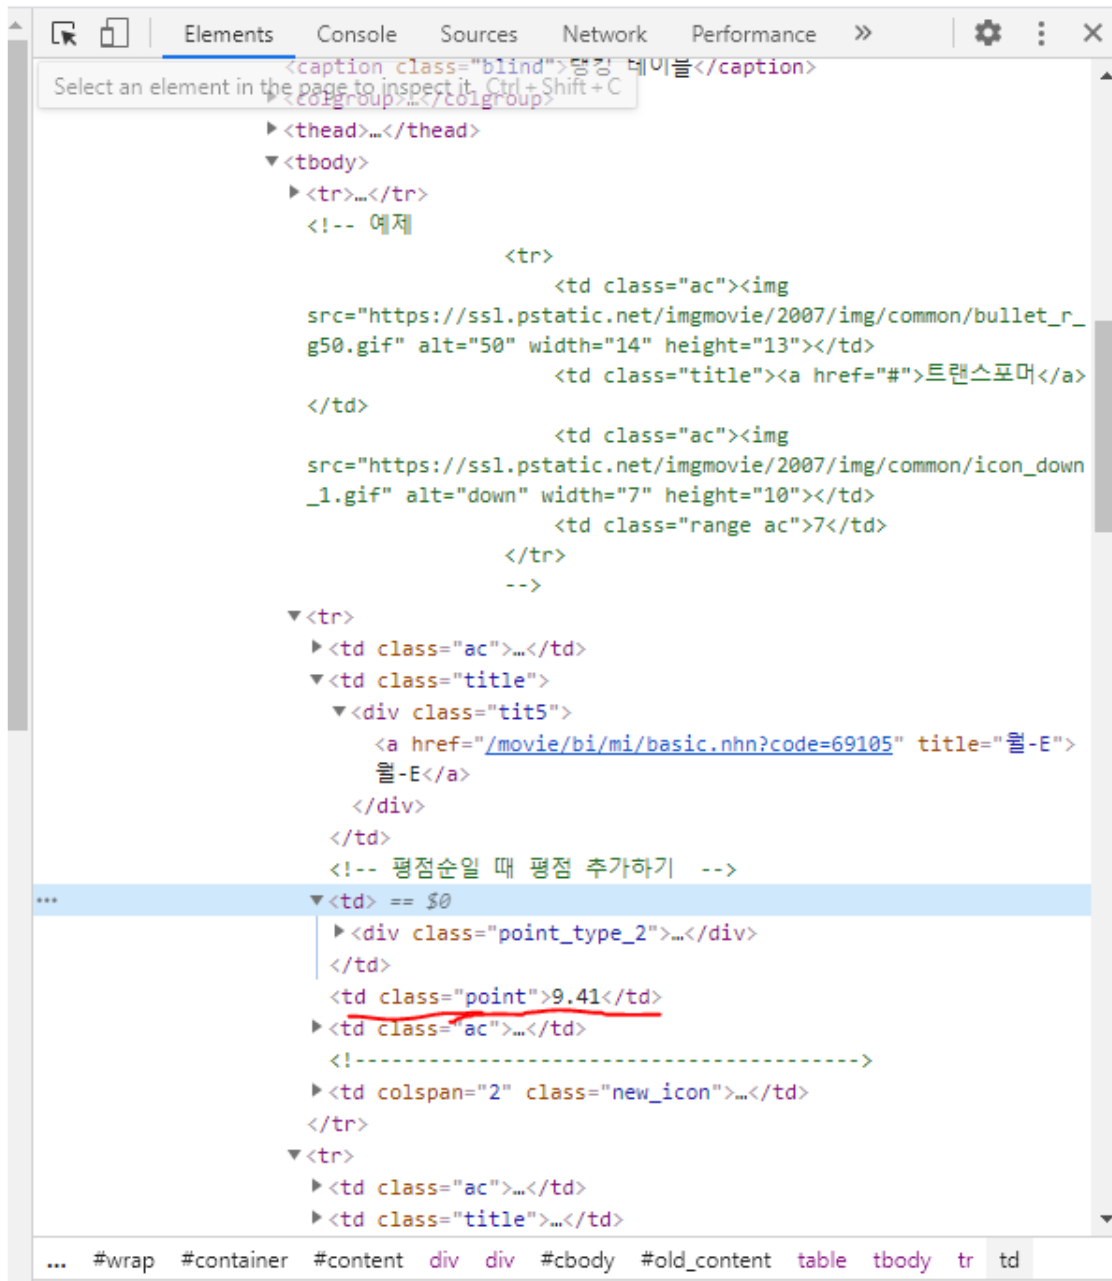 Elements Console Sources Network Performance »
<caption class="blind">랭킹 테이블</caption>
Select an element in the page to inspect it Ctrl + Shift + C
▶<colgroup>…</colgroup>
▶<thead>…</thead>
▼<tbody>
▶<tr>…</tr>
<!-- 예제
<tr>
<td class="ac"><img
src="https://ssl.pstatic.net/imgmovie/2007/img/common/bullet_r_
g50.gif" alt="50" width="14" height="13"></td>
<td class="title"><a href="#">트랜스포머</a>
</td>
<td class="ac"><img
src="https://ssl.pstatic.net/imgmovie/2007/img/common/icon_down
_1.gif" alt="down" width="7" height="10"></td>
<td class="range ac">7</td>
</tr>
-->
▼<tr>
▶<td class="ac">…</td>
▼<td class="title">
▼<div class="tit5">
<a href="/movie/bi/mi/basic.nhn?code=69105" title="월-E">
월-E</a>
</div>
</td>
<!-- 평점순일 때 평점 추가하기 -->
… ▼<td> == $0
▶<div class="point_type_2">…</div>
</td>
<td class="point">9.41</td>
▶<td class="ac">…</td>
<!----------------------------------------->
▶<td colspan="2" class="new_icon">…</td>
</tr>
▼<tr>
▶<td class="ac">…</td>
▶<td class="title">…</td>
… #wrap #container #content div div #cbody #old_content table tbody tr td